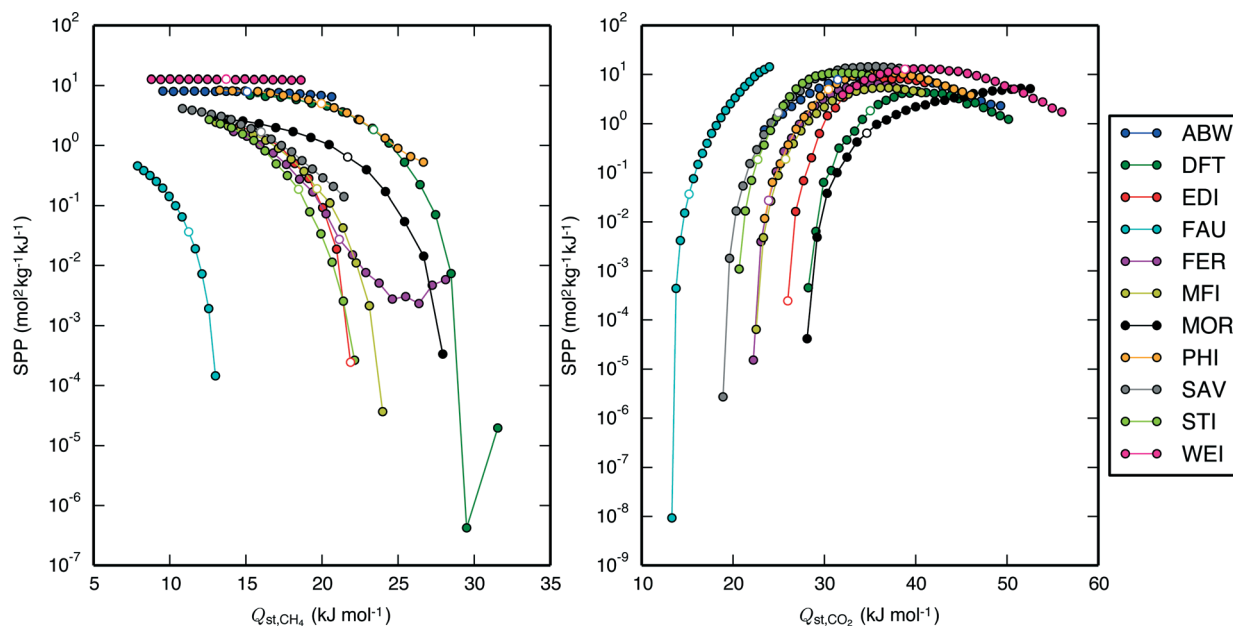 10²
10¹
10⁰
10⁻¹
10⁻²
10⁻³
10⁻⁴
10⁻⁵
10⁻⁶
10⁻⁷
SPP (mol²kg⁻¹kJ⁻¹)
5 10 15 20 25 30 35
Qst,CH₄ (kJ mol⁻¹)
10²
10¹
10⁰
10⁻¹
10⁻²
10⁻³
10⁻⁴
10⁻⁵
10⁻⁶
10⁻⁷
10⁻⁸
10⁻⁹
SPP (mol²kg⁻¹kJ⁻¹)
10 20 30 40 50 60
Qst,CO₂ (kJ mol⁻¹)
ABW
DFT
EDI
FAU
FER
MFI
MOR
PHI
SAV
STI
WEI